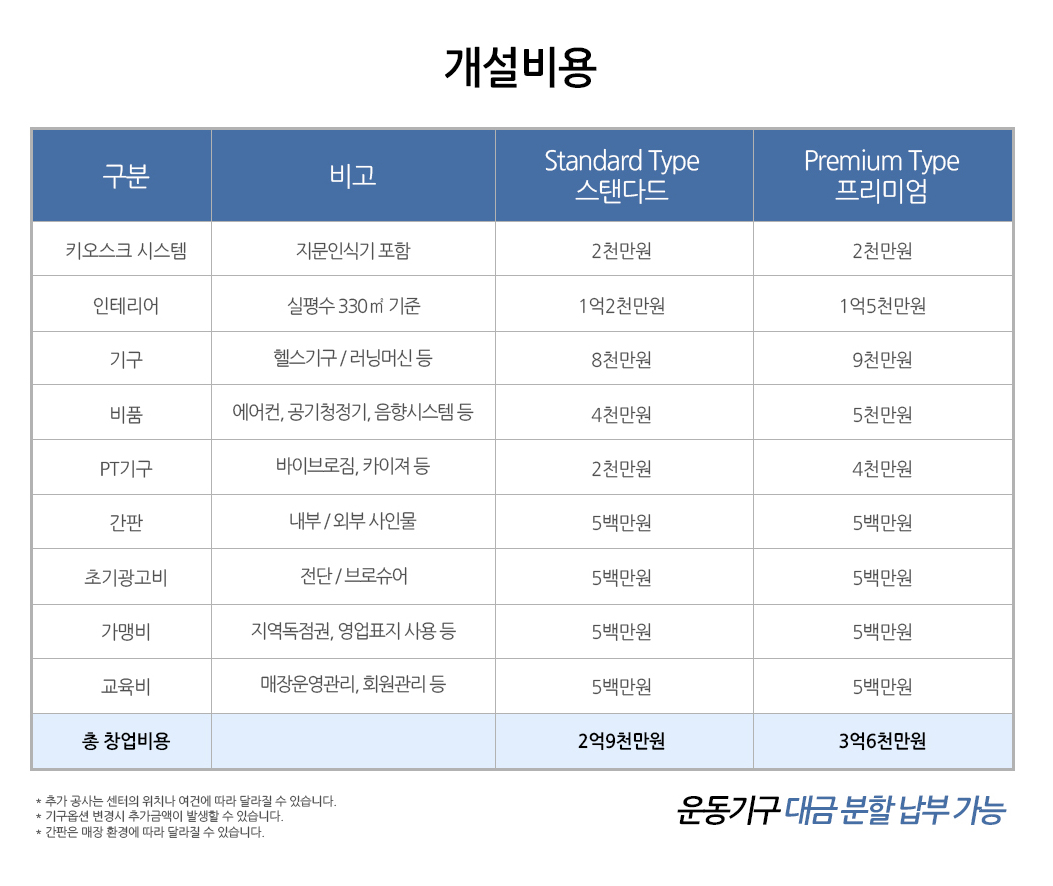 개설비용
구분 비고 Standard Type 스탠다드 Premium Type 프리미엄
키오스크 시스템 지문인식기 포함 2천만원 2천만원
인테리어 실평수 330㎡ 기준 1억2천만원 1억5천만원
기구 헬스기구 / 러닝머신 등 8천만원 9천만원
비품 에어컨, 공기청정기, 음향시스템 등 4천만원 5천만원
PT기구 바이브로짐, 카이져 등 2천만원 4천만원
간판 내부 / 외부 사인물 5백만원 5백만원
초기광고비 전단 / 브로슈어 5백만원 5백만원
가맹비 지역독점권, 영업표지 사용 등 5백만원 5백만원
교육비 매장운영관리, 회원관리 등 5백만원 5백만원
총 창업비용 2억9천만원 3억6천만원
* 추가 공사는 센터의 위치나 여건에 따라 달라질 수 있습니다.
* 기구옵션 변경시 추가금액이 발생할 수 있습니다.
* 간판은 매장 환경에 따라 달라질 수 있습니다.
운동기구 대금 분할 납부 가능